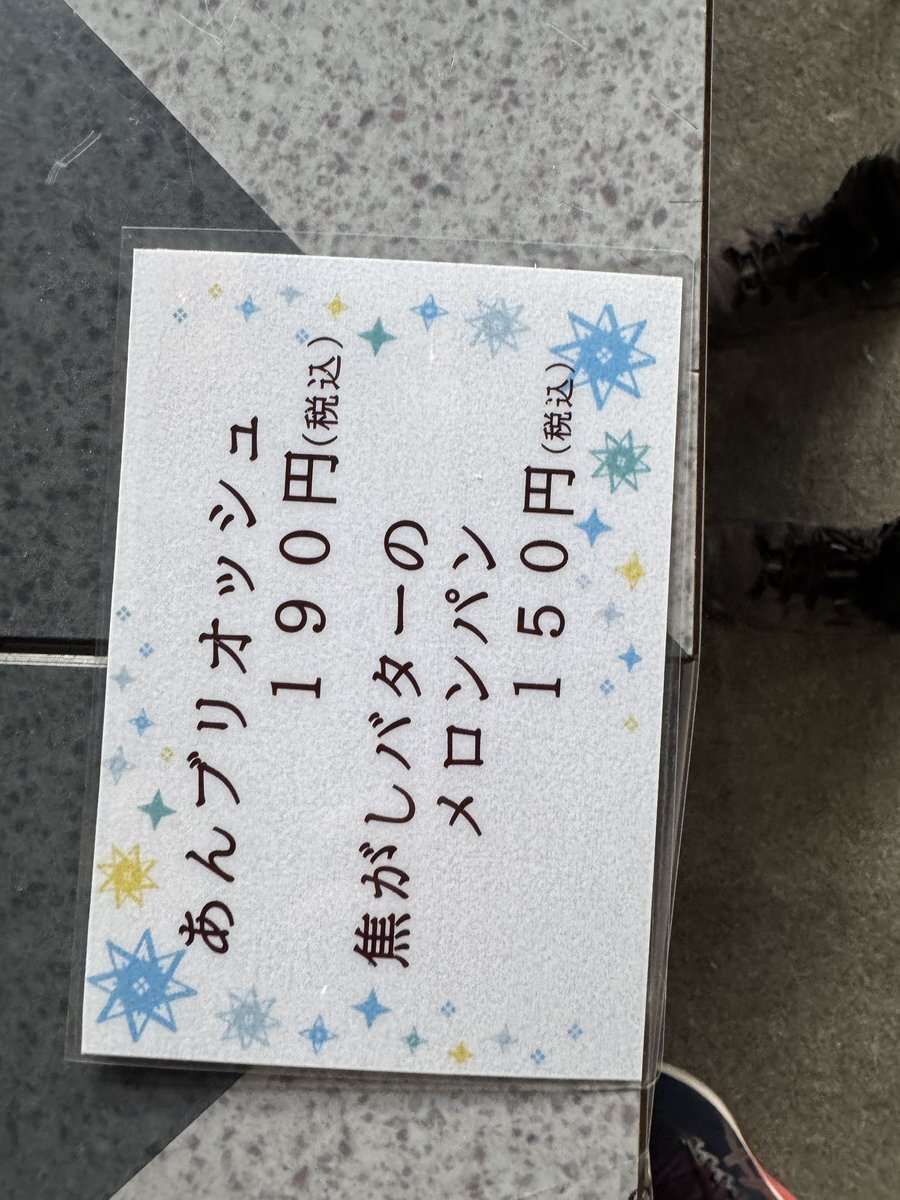 あんブリオッシュ
１９０円(税込)
焦がしバターの
メロンパン
１５０円(税込)